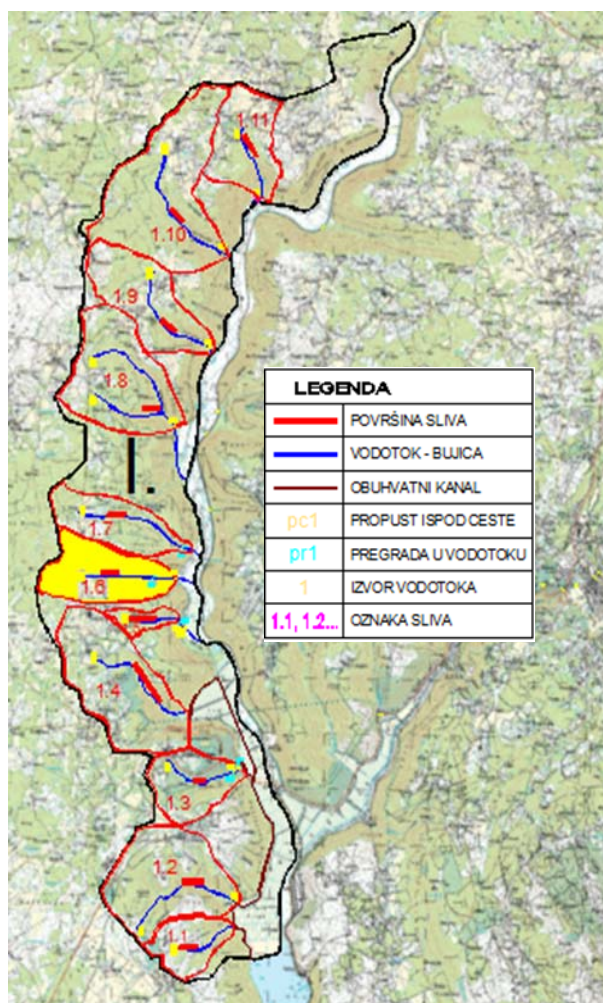 1.11
1.10
1.9
1.8
I.
1.7
1.6
1.4
1.3
1.2
1.1
LEGENDA
POVRŠINA SLIVA
VODOTOK - BUJICA
OBUHVATNI KANAL
pc1 PROPUST ISPOD CESTE
pr1 PREGRADA U VODOTOKU
1 IZVOR VODOTOKA
1.1, 1.2... OZNAKA SLIVA